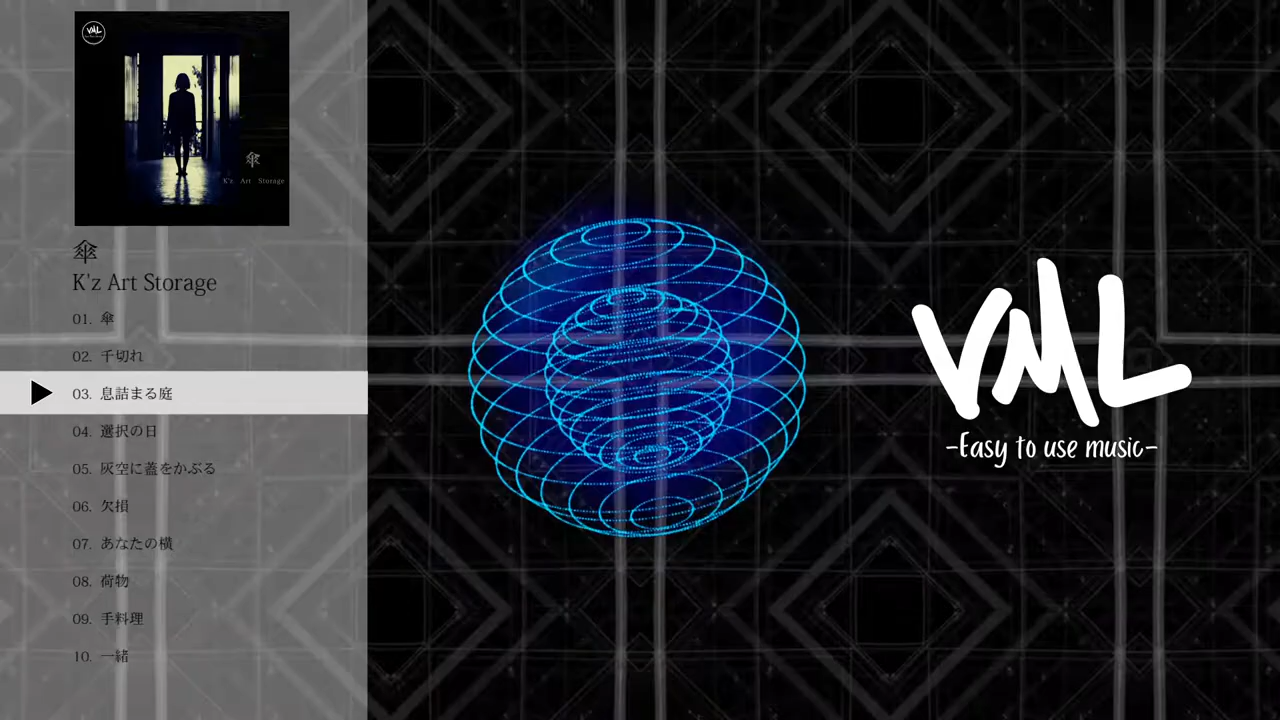 VML
傘
K'z Art Storage
傘
K'z Art Storage
01. 傘
02. 千切れ
03. 息詰まる庭
04. 選択の日
05. 灰空に蓋をかぶる
06. 欠損
07. あなたの横
08. 荷物
09. 手料理
10. 一緒
VML
-Easy to use music-